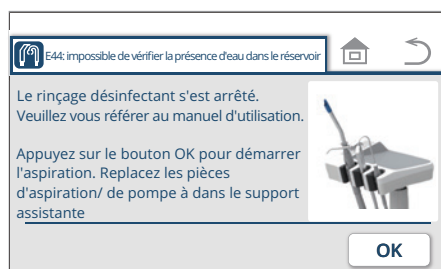 E44: impossible de vérifier la présence d'eau dans le réservoir
Le rinçage désinfectant s'est arrêté.
Veuillez vous référer au manuel d'utilisation.
Appuyez sur le bouton OK pour démarrer
l'aspiration. Replacez les pièces
d'aspiration/ de pompe à dans le support
assistante
OK